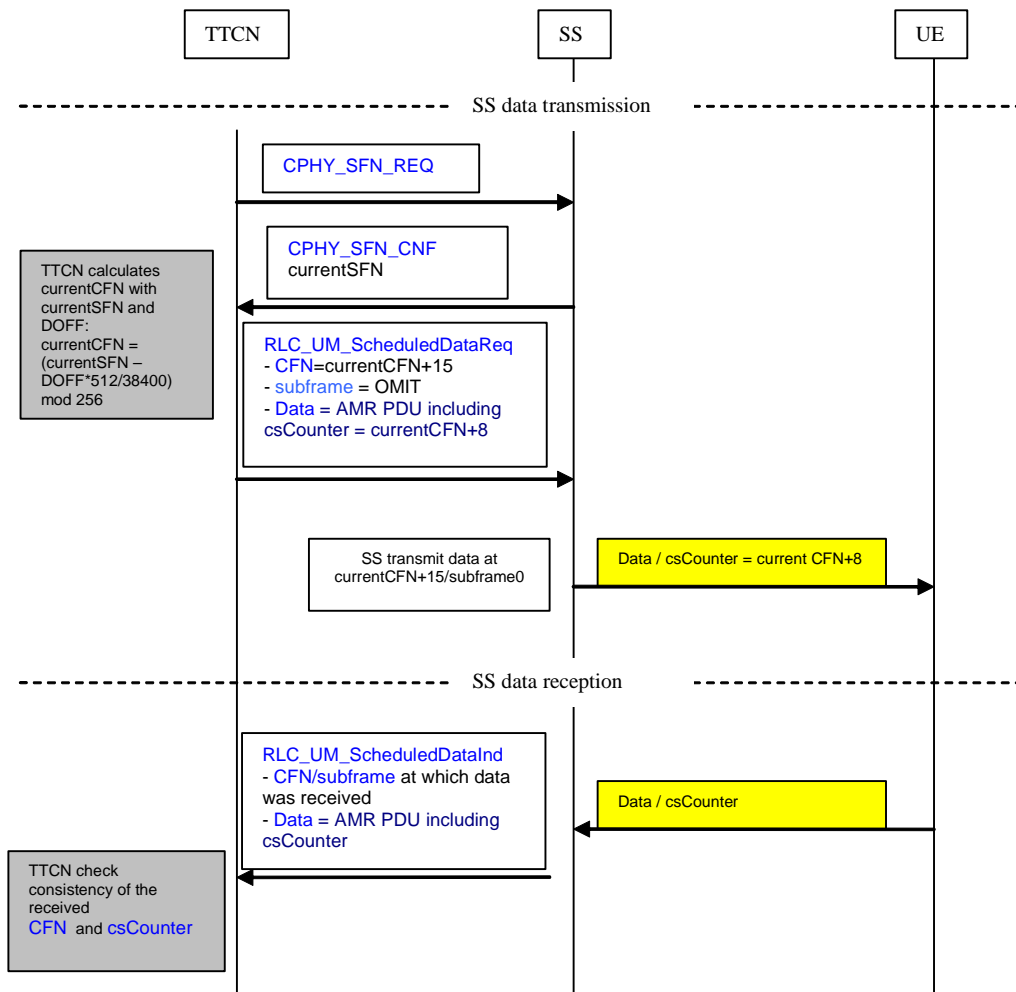 TTCN
SS
UE
SS data transmission
CPHY_SFN_REQ
CPHY_SFN_CNF
currentSFN
TTCN calculates
currentCFN with
currentSFN and
DOFF:
currentCFN =
(currentSFN –
DOFF*512/38400)
mod 256
RLC_UM_ScheduledDataReq
- CFN=currentCFN+15
- subframe = OMIT
- Data = AMR PDU including
csCounter = currentCFN+8
SS transmit data at
currentCFN+15/subframe0
Data / csCounter = current CFN+8
SS data reception
RLC_UM_ScheduledDataInd
- CFN/subframe at which data
was received
- Data = AMR PDU including
csCounter
Data / csCounter
TTCN check
consistency of the
received
CFN and csCounter